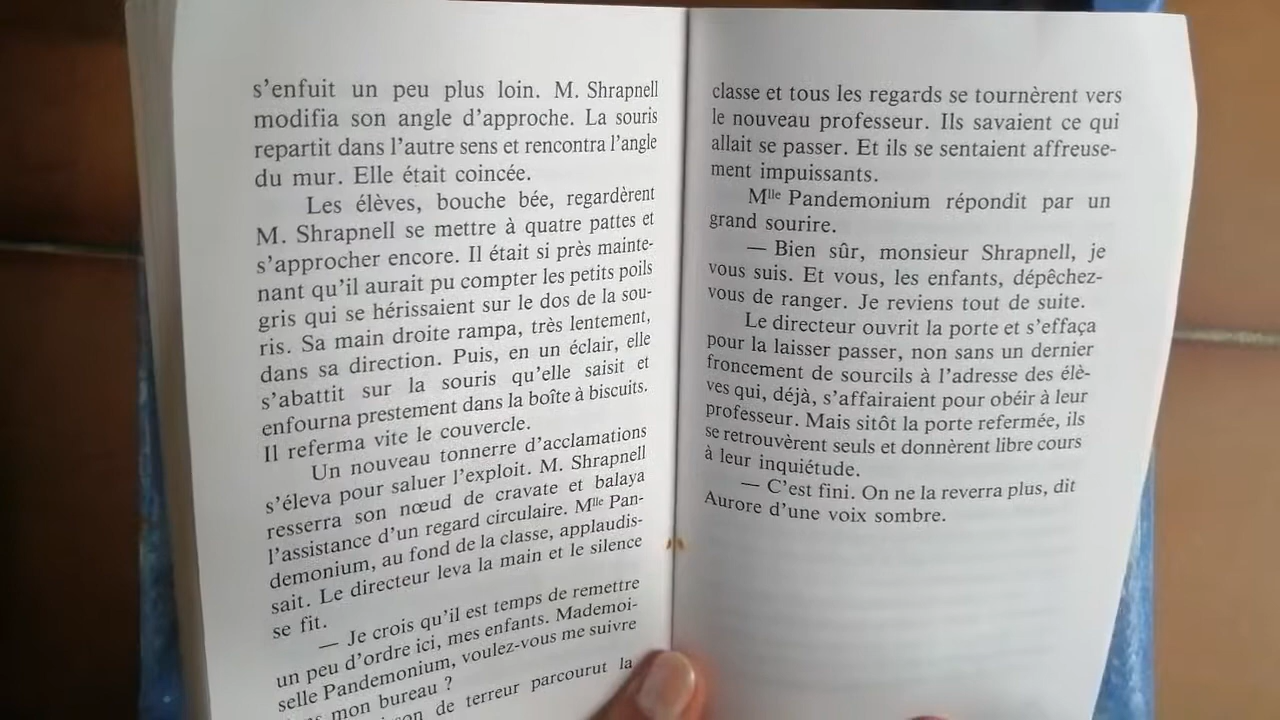 s'enfuit un peu plus loin. M. Shrapnell
modifia son angle d'approche. La souris
repartit dans l'autre sens et rencontra l'angle
du mur. Elle était coincée.
Les élèves, bouche bée, regardèrent
M. Shrapnell se mettre à quatre pattes et
s'approcher encore. Il était si près mainte-
nant qu'il aurait pu compter les petits poils
gris qui se hérissaient sur le dos de la sou-
ris. Sa main droite rampa, très lentement,
dans sa direction. Puis, en un éclair, elle
s'abattit sur la souris qu'elle saisit et
enfourna prestement dans la boîte à biscuits.
Il referma vite le couvercle.
Un nouveau tonnerre d'acclamations
s'éleva pour saluer l'exploit. M. Shrapnell
resserra son nœud de cravate et balaya
l'assistance d'un regard circulaire. Mlle Pan-
demonium, au fond de la classe, applaudis-
sait. Le directeur leva la main et le silence
se fit.
— Je crois qu'il est temps de remettre
un peu d'ordre ici, mes enfants. Mademoi-
selle Pandemonium, voulez-vous me suivre
mon bureau ?
de terreur parcourut la
classe et tous les regards se tournèrent vers
le nouveau professeur. Ils savaient ce qui
allait se passer. Et ils se sentaient affreuse-
ment impuissants.
Mlle Pandemonium répondit par un
grand sourire.
— Bien sûr, monsieur Shrapnell, je
vous suis. Et vous, les enfants, dépêchez-
vous de ranger. Je reviens tout de suite.
Le directeur ouvrit la porte et s'effaça
pour la laisser passer, non sans un dernier
froncement de sourcils à l'adresse des élè-
ves qui, déjà, s'affairaient pour obéir à leur
professeur. Mais sitôt la porte refermée, ils
se retrouvèrent seuls et donnèrent libre cours
à leur inquiétude.
— C'est fini. On ne la reverra plus, dit
Aurore d'une voix sombre.